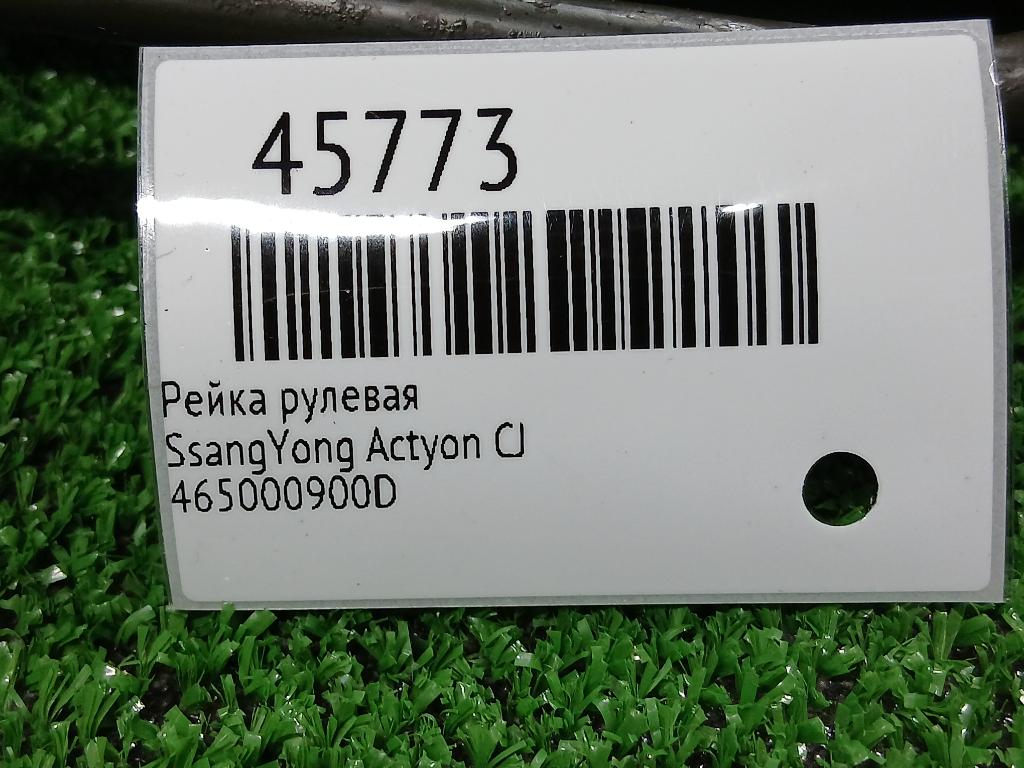 45773
Рейка рулевая
SsangYong Actyon CJ
465000900D